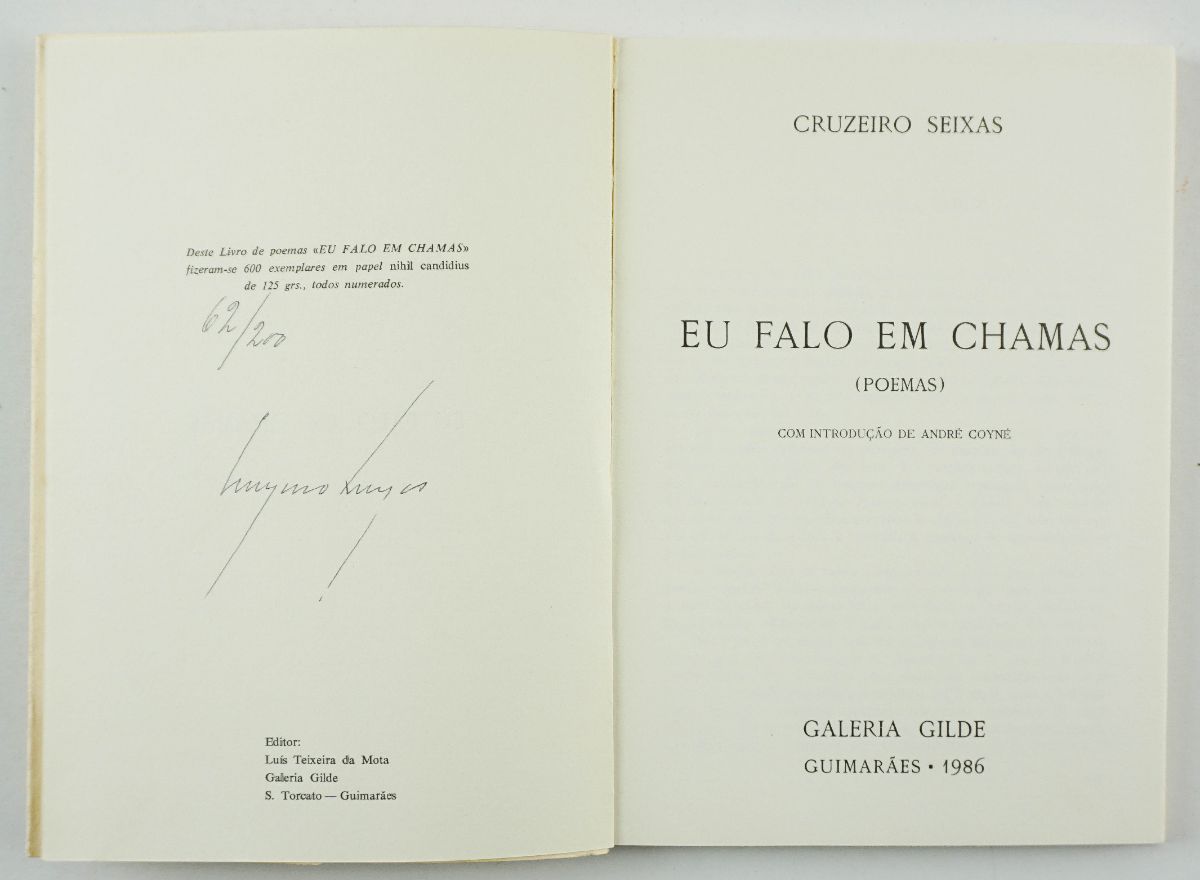 Deste Livro de poemas «EU FALO EM CHAMAS»
fizeram-se 600 exemplares em papel nihil candidius
de 125 grs., todos numerados.
62/200
Editor:
Luís Teixeira da Mota
Galeria Gilde
S. Torcato — Guimarães
CRUZEIRO SEIXAS
EU FALO EM CHAMAS
(POEMAS)
COM INTRODUÇÃO DE ANDRÉ COYNÉ
GALERIA GILDE
GUIMARÃES • 1986